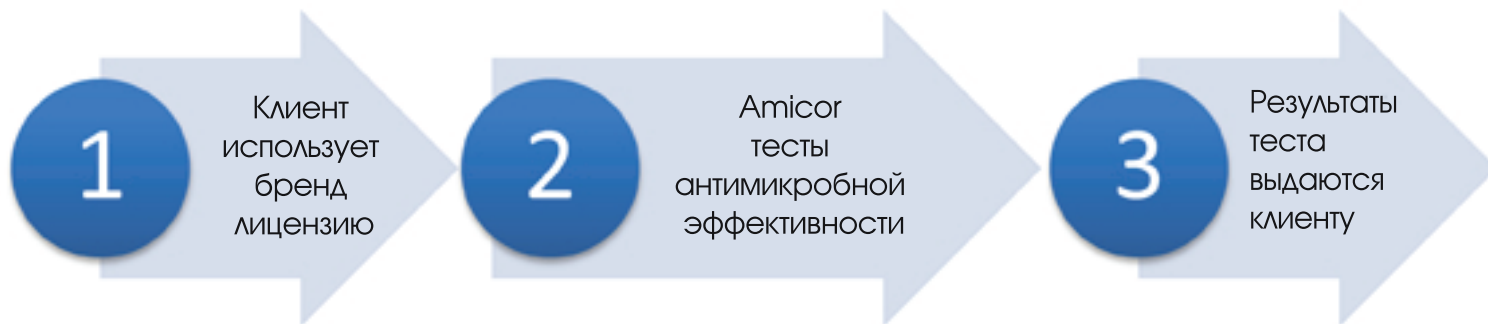 1
Клиент
использует
бренд
лицензию
2
Amicor
тесты
антимикробной
эффективности
3
Результаты
теста
выдаются
клиенту